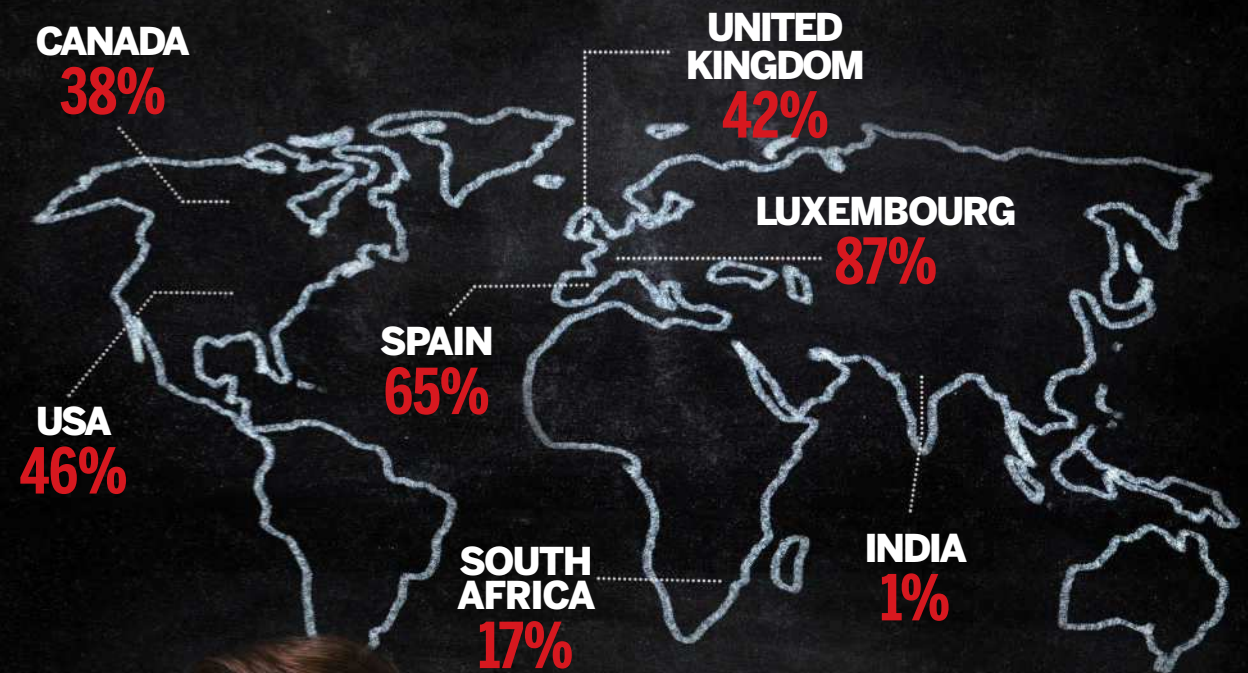 CANADA
38%
UNITED
KINGDOM
42%
LUXEMBOURG
87%
SPAIN
65%
USA
46%
SOUTH
AFRICA
17%
INDIA
1%